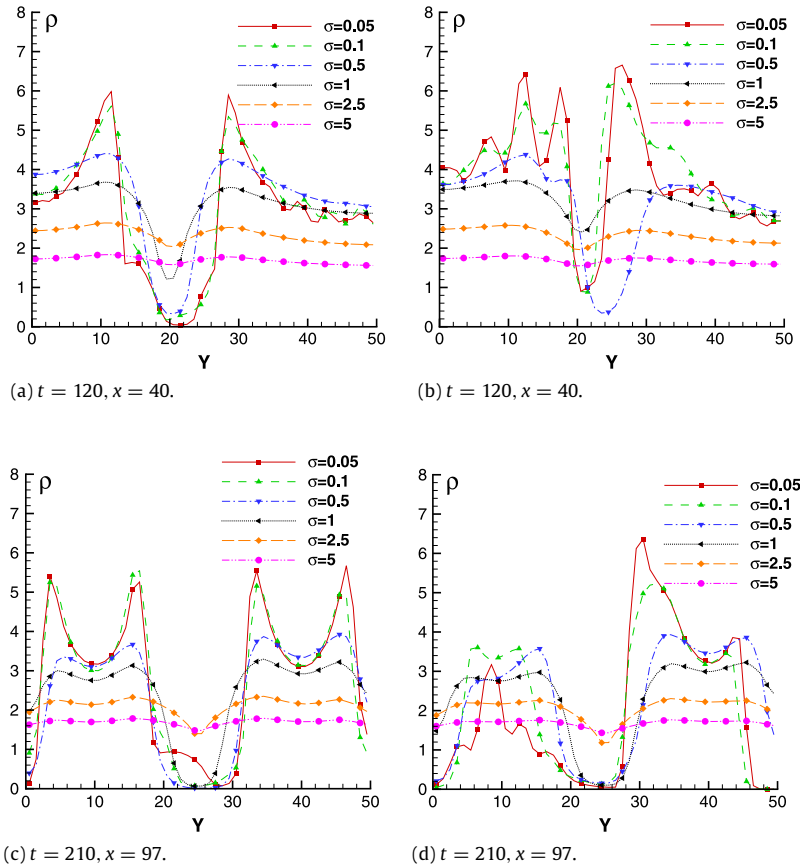 ρ
8
7
6
5
4
3
2
1
0
0 10 20 30 40 50
Y
σ=0.05
σ=0.1
σ=0.5
σ=1
σ=2.5
σ=5
(a) t = 120, x = 40.
ρ
8
7
6
5
4
3
2
1
0
0 10 20 30 40 50
Y
σ=0.05
σ=0.1
σ=0.5
σ=1
σ=2.5
σ=5
(b) t = 120, x = 40.
ρ
8
7
6
5
4
3
2
1
0
0 10 20 30 40 50
Y
σ=0.05
σ=0.1
σ=0.5
σ=1
σ=2.5
σ=5
(c) t = 210, x = 97.
ρ
8
7
6
5
4
3
2
1
0
0 10 20 30 40 50
Y
σ=0.05
σ=0.1
σ=0.5
σ=1
σ=2.5
σ=5
(d) t = 210, x = 97.